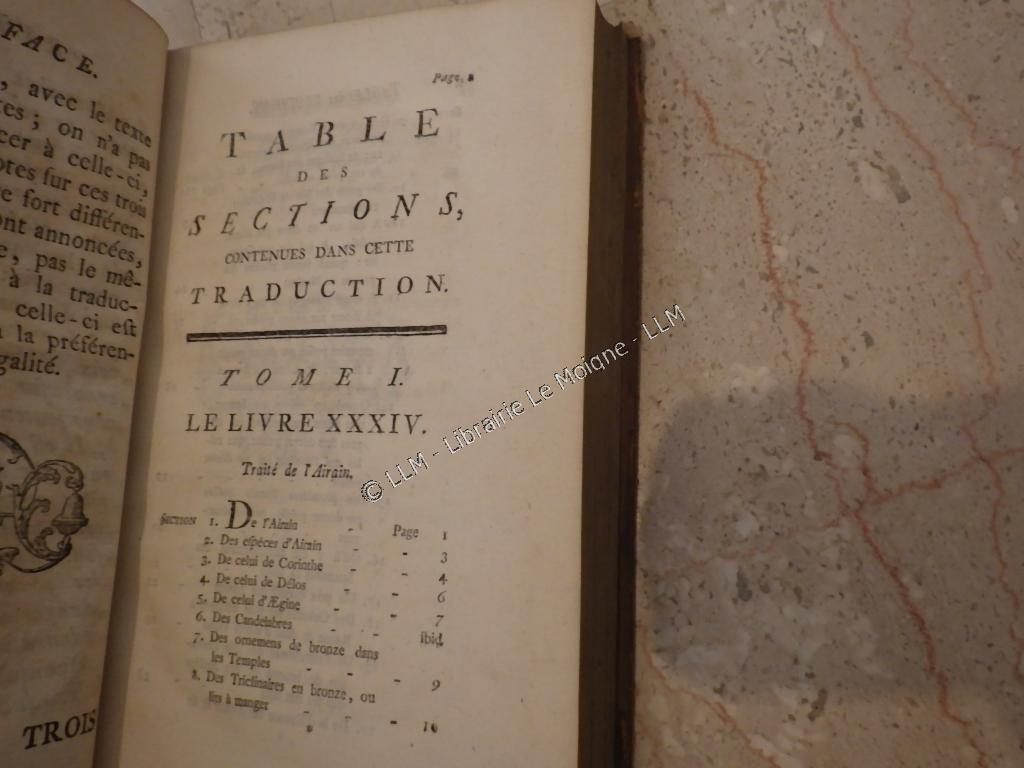 FACE.
, avec le texte
tes ; on n'a pas
cer à celle-ci,
otes ſur ces trois
e fort différen-
ont annoncées,
e, pas le mê-
à la traduc-
celle-ci eſt
a la préféren-
galité.
TROIS
Page
TABLE
DES
SECTIONS,
CONTENUES DANS CETTE
TRADUCTION.
TOME I.
LE LIVRE XXXIV.
Traité de l'Airain.
SECTION 1. De l'Airain - Page 1
2. Des eſpèces d'Airain - - 3
3. De celui de Corinthe - - 4
4. De celui de Délos - - 6
5. De celui d'Ægine - - 7
6. Des Candelabres - - ibid.
7. Des ornemens de bronze dans
les Temples - - - 9
8. Des Triclinaires en bronze, ou
lits à manger - - - 10
© LLM - Librairie Le Moigne - LLM